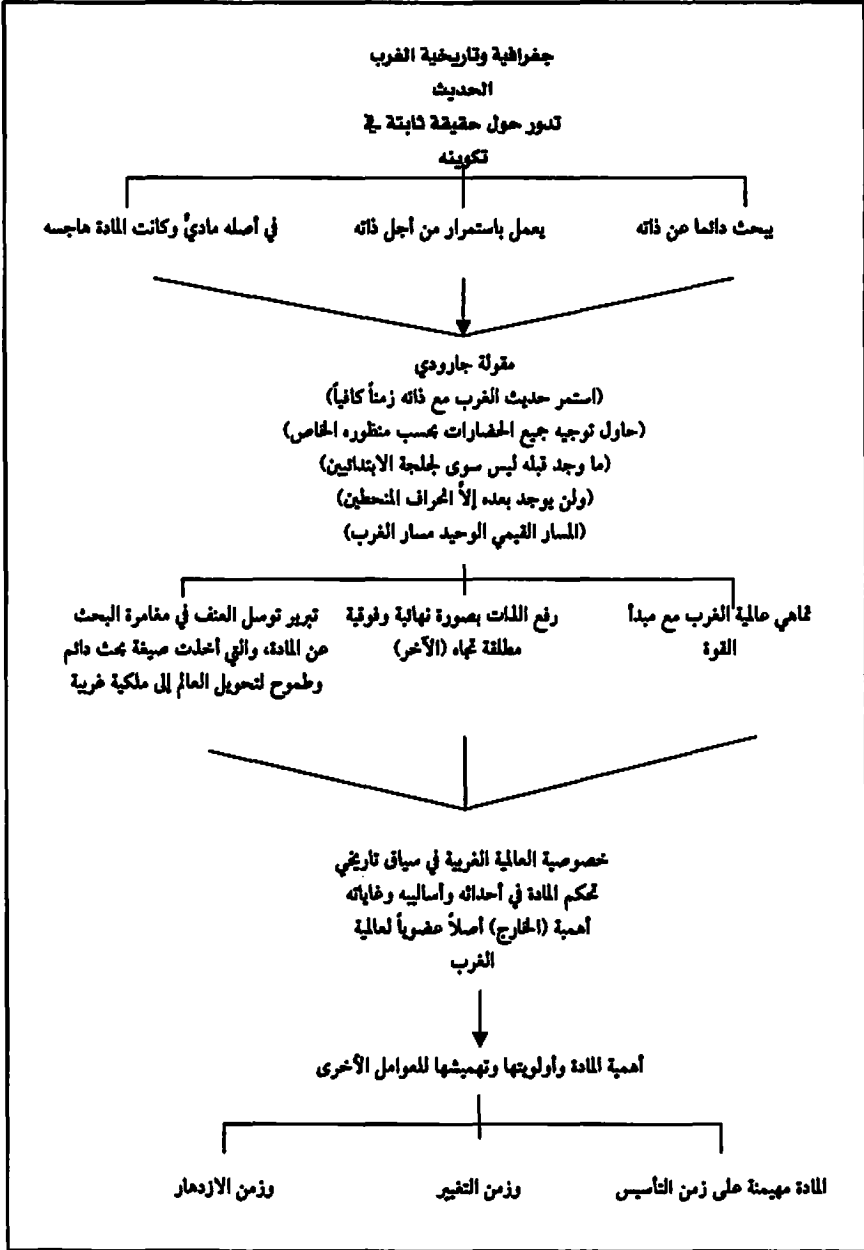 جغرافية وتاريخية الغرب
الحديث
تدور حول حقيقة ثابتة في
تكوينه
يبحث دائما عن ذاته
يعمل باستمرار من أجل ذاته
في أصله ماديٌّ وكانت المادة هاجسه
مقولة جارودي
(استمر حديث الغرب مع ذاته زمناً كافياً)
(حاول توجيه جميع الحضارات بحسب منظوره الخاص)
(ما وجد قبله ليس سوى لجلجة الابتدائيين)
(ولن يوجد بعده إلاَّ انحراف المنحطين)
(المسار القيمي الوحيد مسار الغرب)
تماهي عالمية الغرب مع مبدأ
القوة
رفع الذات بصورة نهائية وفوقية
مطلقة تجاه (الآخر)
تبرير توسل العنف في مغامرة البحث
عن المادة، والتي أخذت صيغة بحث دائم
وطموح لتحويل العالم إلى ملكية غربية
خصوصية العالمية الغربية في سياق تاريخي
تحكم المادة في أحداثه وأساليبه وغاياته
أهمية (الخارج) أصلاً عضوياً لعالمية
الغرب
أهمية المادة وأولويتها وتهميشها للعوامل الأخرى
المادة مهيمنة على زمن التأسيس
وزمن التغيير
وزمن الازدهار